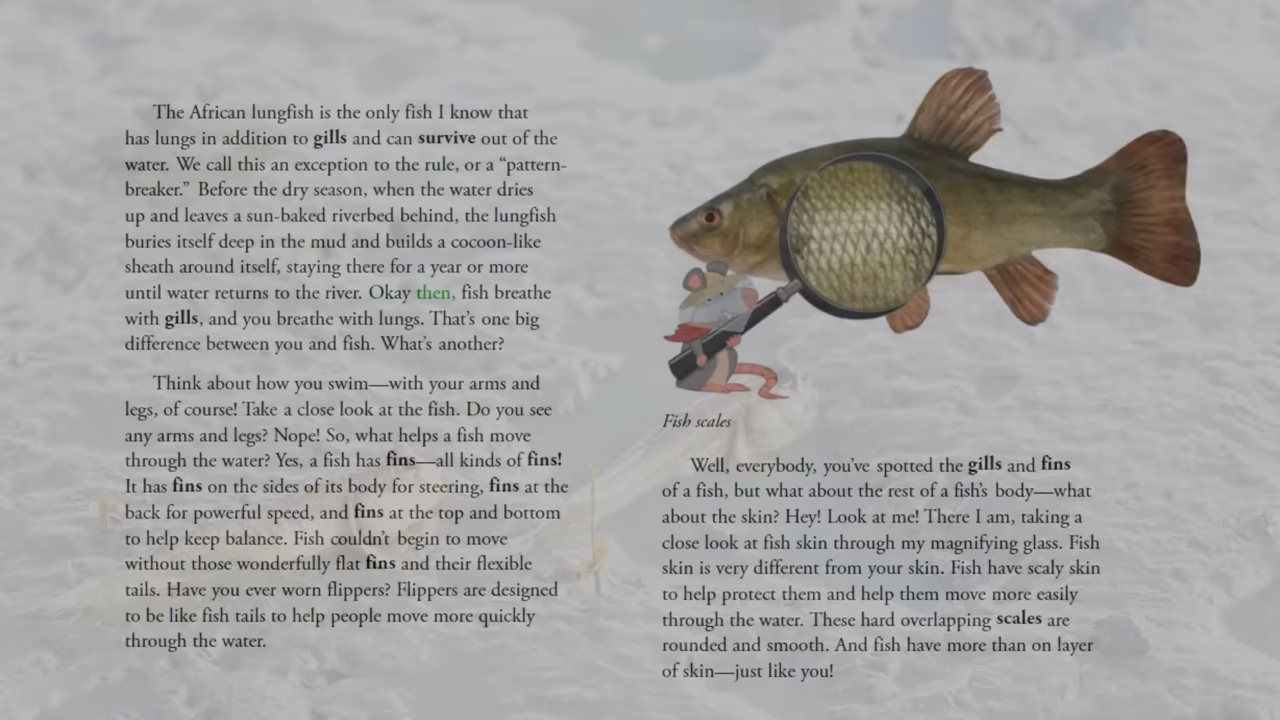 The African lungfish is the only fish I know that
has lungs in addition to gills and can survive out of the
water. We call this an exception to the rule, or a “pattern-
breaker.” Before the dry season, when the water dries
up and leaves a sun-baked riverbed behind, the lungfish
buries itself deep in the mud and builds a cocoon-like
sheath around itself, staying there for a year or more
until water returns to the river. Okay then, fish breathe
with gills, and you breathe with lungs. That’s one big
difference between you and fish. What’s another?
Think about how you swim—with your arms and
legs, of course! Take a close look at the fish. Do you see
any arms and legs? Nope! So, what helps a fish move
through the water? Yes, a fish has fins—all kinds of fins!
It has fins on the sides of its body for steering, fins at the
back for powerful speed, and fins at the top and bottom
to help keep balance. Fish couldn’t begin to move
without those wonderfully flat fins and their flexible
tails. Have you ever worn flippers? Flippers are designed
to be like fish tails to help people move more quickly
through the water.
Fish scales
Well, everybody, you’ve spotted the gills and fins
of a fish, but what about the rest of a fish’s body—what
about the skin? Hey! Look at me! There I am, taking a
close look at fish skin through my magnifying glass. Fish
skin is very different from your skin. Fish have scaly skin
to help protect them and help them move more easily
through the water. These hard overlapping scales are
rounded and smooth. And fish have more than on layer
of skin—just like you!